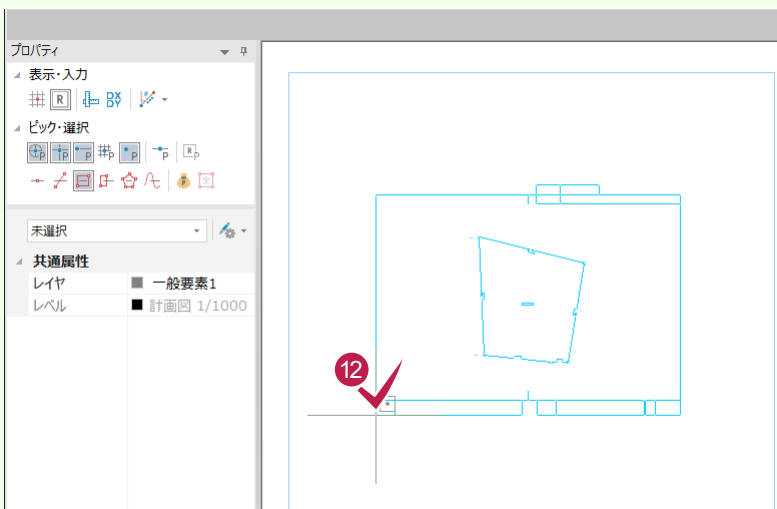 プロパティ
表示・入力
R
DX
DY
ピック・選択
P
P
P
P
P
P
R
P
P
未選択
共通属性
レイヤ
一般要素1
レベル
計画図 1/1000
12